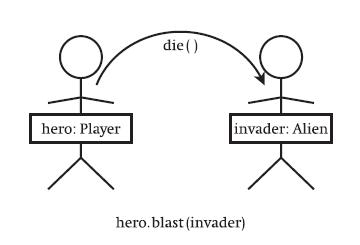 die( )
hero: Player
invader: Alien
hero.blast(invader)